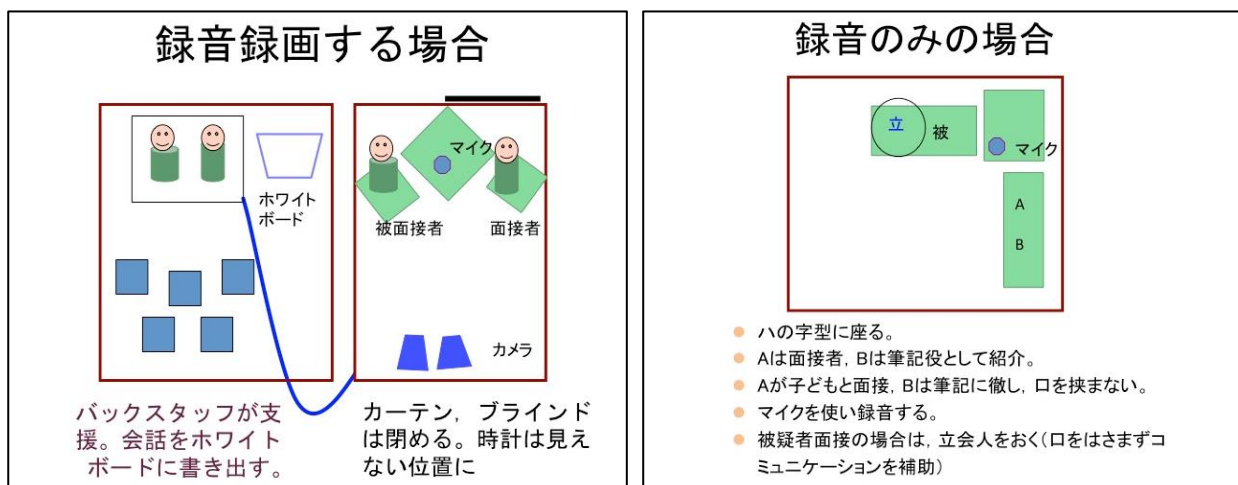 録音録画する場合
ホワイト
ボード
マイク
被面接者
面接者
カメラ
バックスタッフが支
援。会話をホワイト
ボードに書き出す。
カーテン，ブラインド
は閉める。時計は見え
ない位置に
録音のみの場合
立
被
マイク
A
B
ハの字型に座る。
Aは面接者，Bは筆記役として紹介。
Aが子どもと面接，Bは筆記に徹し，口を挟まない。
マイクを使い録音する。
被疑者面接の場合は，立会人をおく（口をはさまずコ
ミュニケーションを補助）